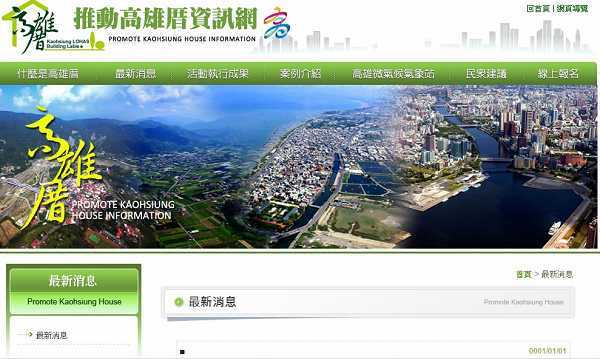 高雄厝
Kaohsiung LOHAS
Building Labs
推動高雄厝資訊網
PROMOTE KAOHSIUNG HOUSE INFORMATION
回首頁 | 網頁導覽
什麼是高雄厝
最新消息
活動執行成果
案例介紹
高雄微氣候氣象站
民眾建議
線上報名
高雄厝
PROMOTE KAOHSIUNG
HOUSE INFORMATION
最新消息
Promote Kaohsiung House
最新消息
首頁 > 最新消息
最新消息
Promote Kaohsiung House
0001/01/01